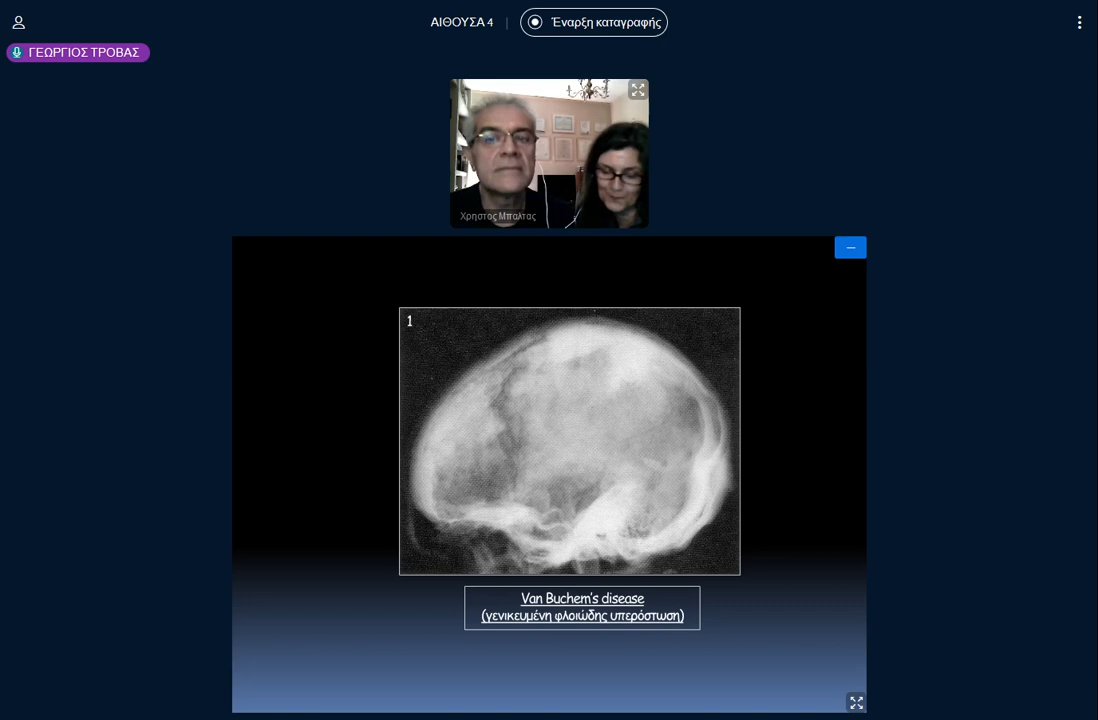 ΑΙΘΟΥΣΑ 4
Έναρξη καταγραφής
ΓΕΩΡΓΙΟΣ ΤΡΟΒΑΣ
Χρηστος Μπαλτας
1
Van Buchem's disease
(γενικευμένη φλοιώδης υπερόστωση)